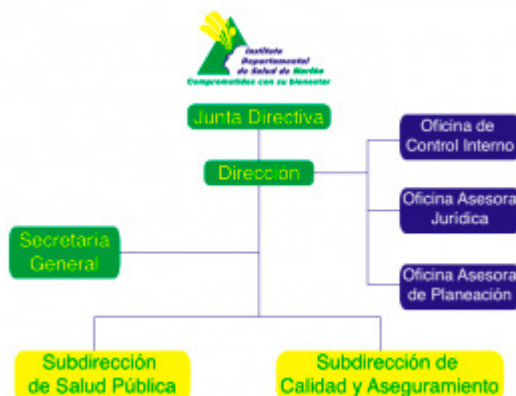 Instituto
Departamental
de Salud de Nariño
Comprometidos con su bienestar
Junta Directiva
Dirección
Oficina de
Control Interno
Oficina Asesora
Jurídica
Secretaria
General
Oficina Asesora
de Planeación
Subdirección
de Salud Pública
Subdirección de
Calidad y Aseguramiento